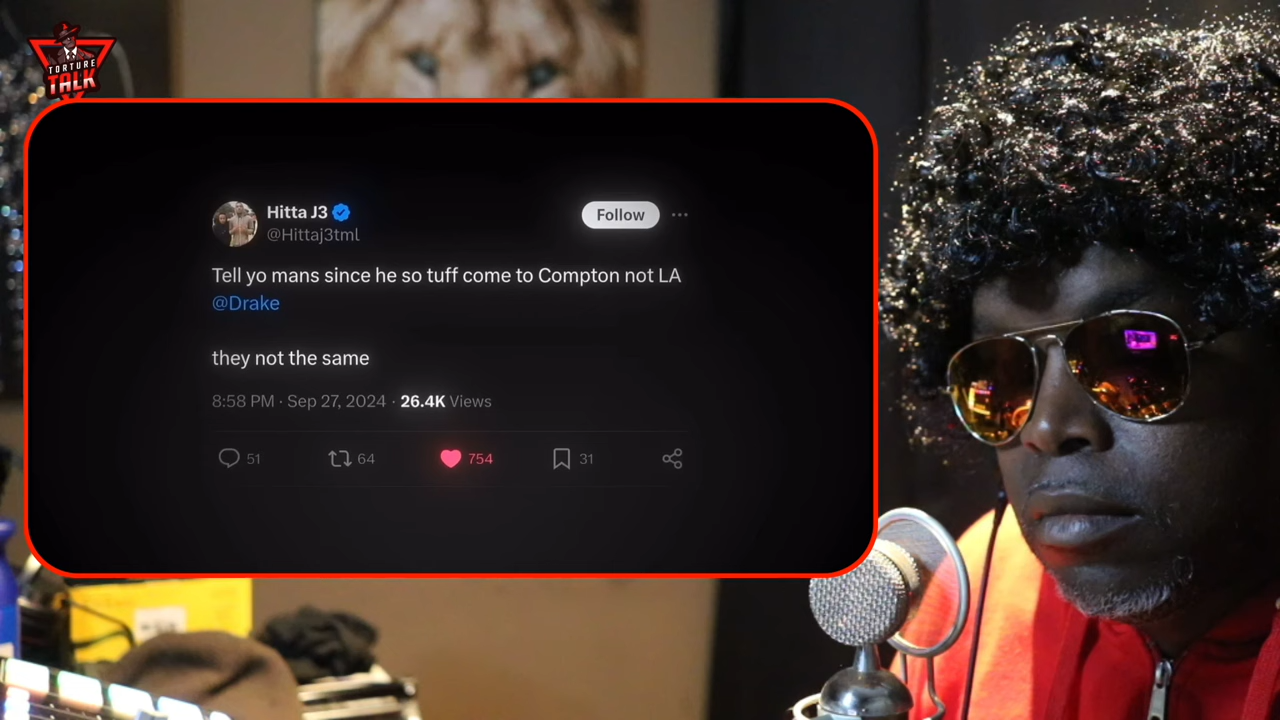 TORTURE
TALK
Hitta J3
Follow
@Hittaj3tml
Tell yo mans since he so tuff come to Compton not LA
@Drake
they not the same
8:58 PM · Sep 27, 2024 · 26.4K Views
51
64
754
31